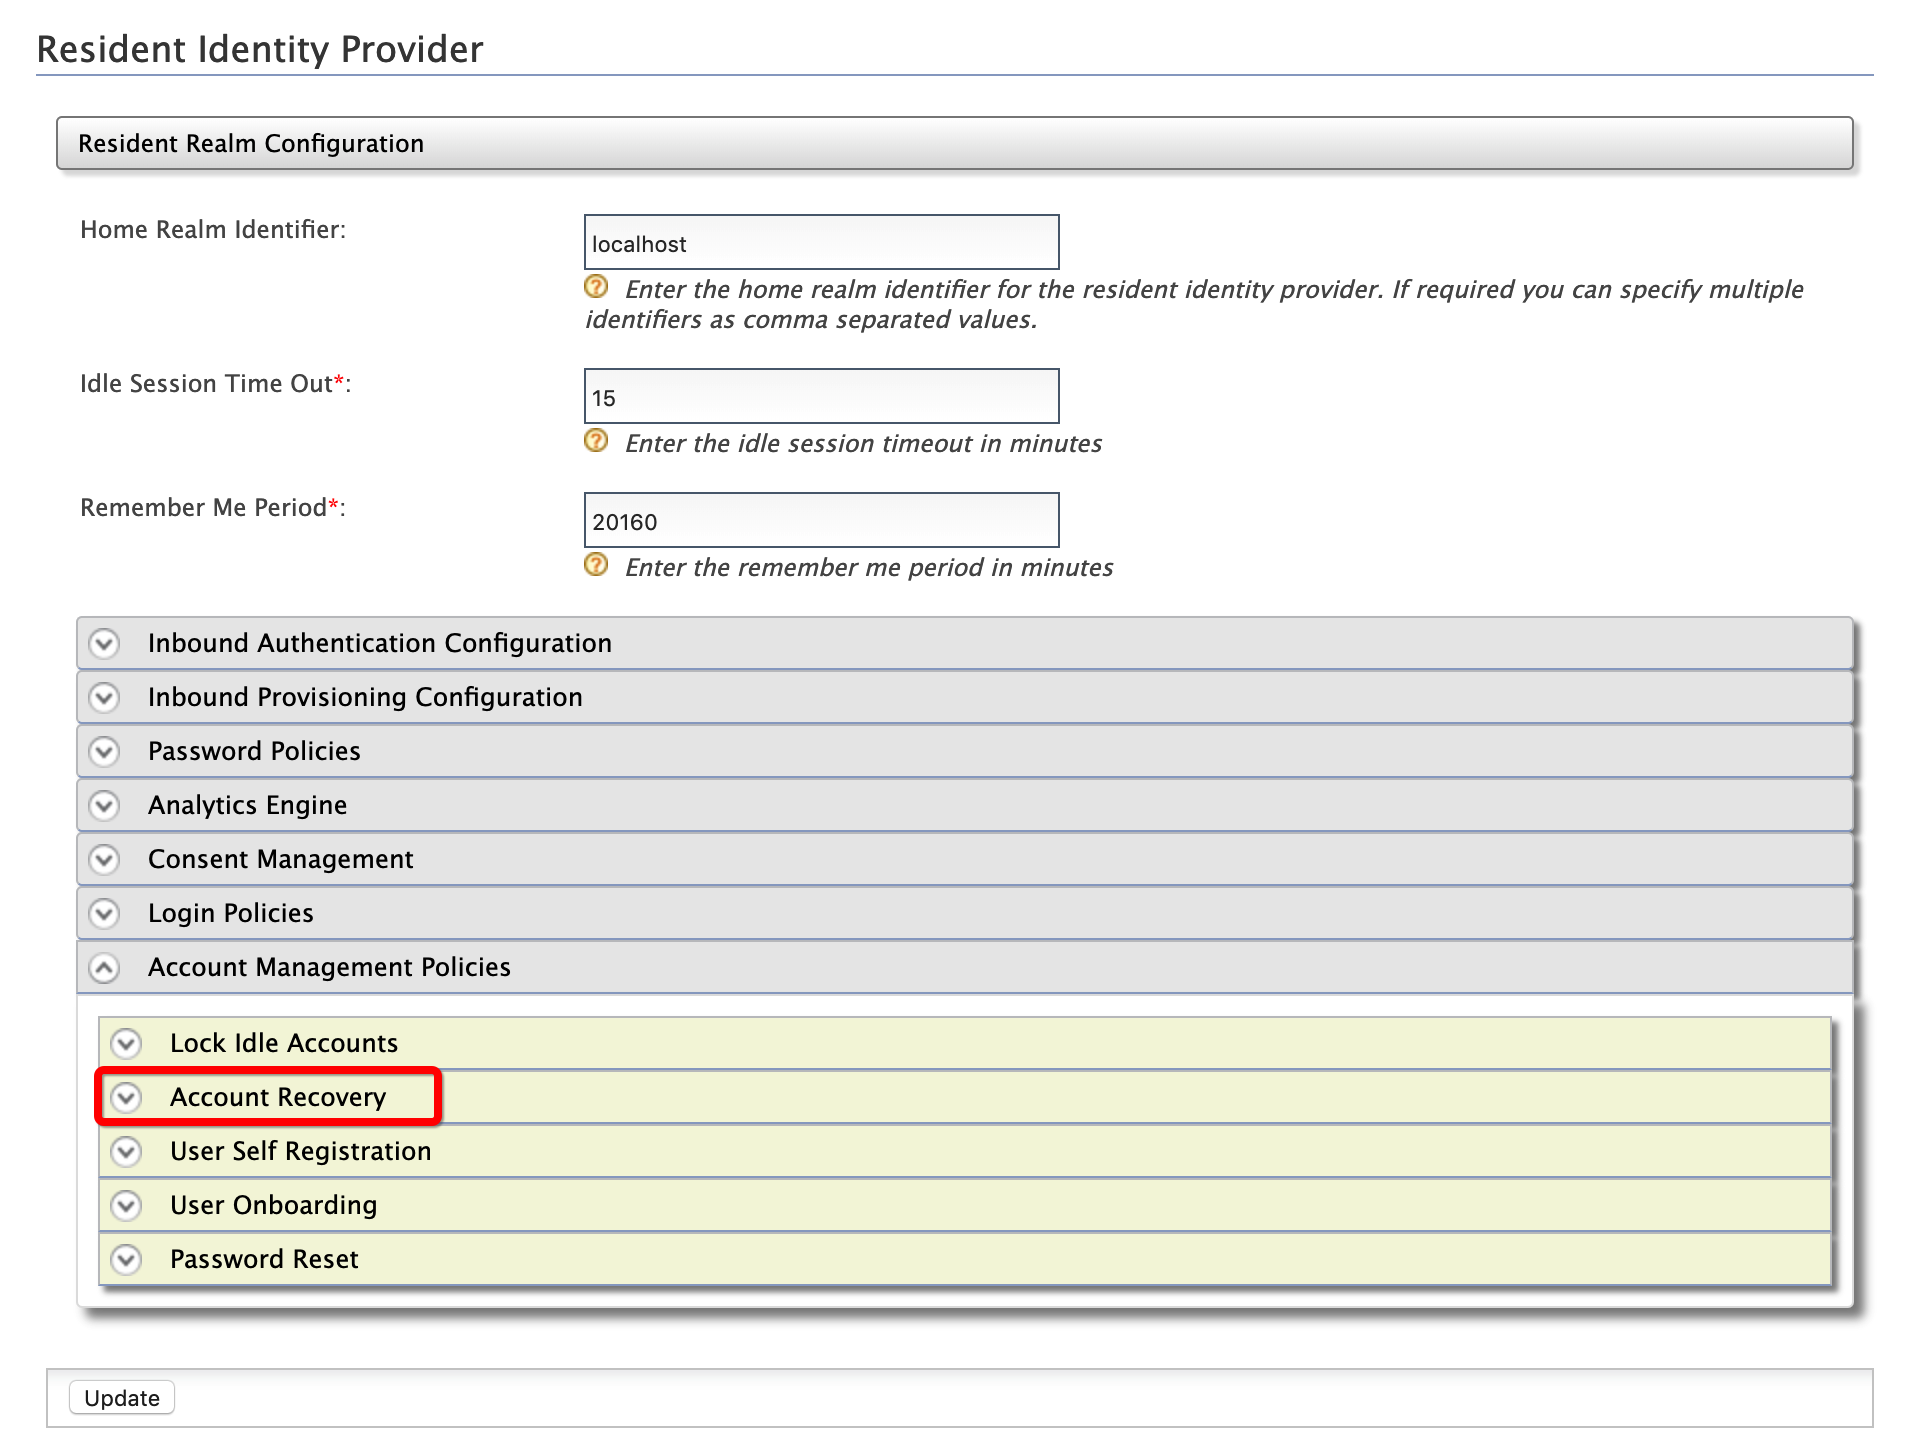 Resident Identity Provider
Resident Realm Configuration
Home Realm Identifier:
localhost
Enter the home realm identifier for the resident identity provider. If required you can specify multiple
identifiers as comma separated values.
Idle Session Time Out*:
15
Enter the idle session timeout in minutes
Remember Me Period*:
20160
Enter the remember me period in minutes
Inbound Authentication Configuration
Inbound Provisioning Configuration
Password Policies
Analytics Engine
Consent Management
Login Policies
Account Management Policies
Lock Idle Accounts
Account Recovery
User Self Registration
User Onboarding
Password Reset
Update